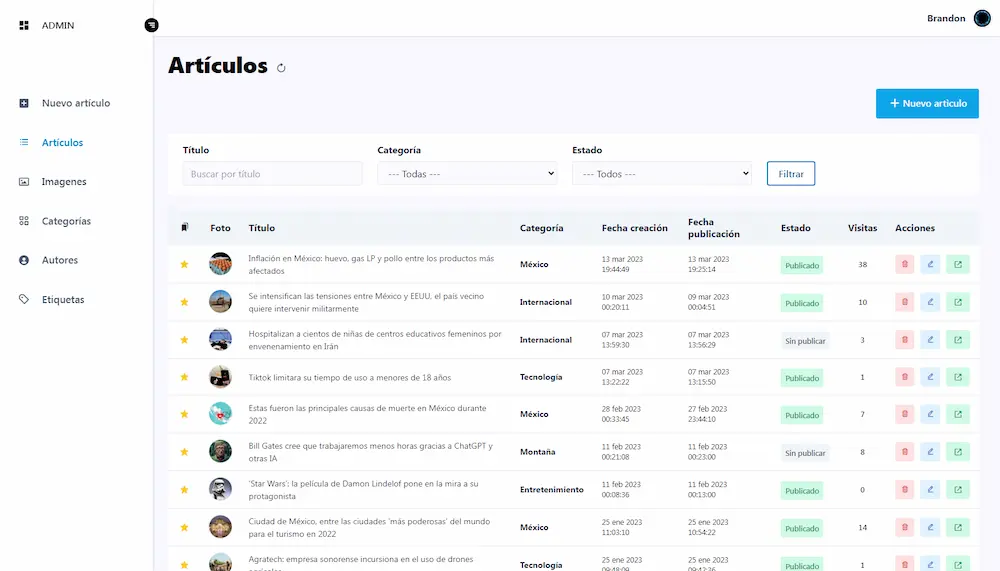 ADMIN
Brandon
Nuevo artículo
Artículos
Imagenes
Categorías
Autores
Etiquetas
Artículos
+ Nuevo articulo
Título
Categoría
Estado
Buscar por título
--- Todas ---
--- Todos ---
Filtrar
Foto
Título
Categoría
Fecha creación
Fecha
publicación
Estado
Visitas
Acciones
Inflación en México: huevo, gas LP y pollo entre los productos más
afectados
México
13 mar 2023
19:44:49
13 mar 2023
19:25:14
Publicado
38
Se intensifican las tensiones entre México y EEUU, el país vecino
quiere intervenir militarmente
Internacional
10 mar 2023
00:20:11
09 mar 2023
00:04:51
Publicado
10
Hospitalizan a cientos de niñas de centros educativos femeninos por
envenenamiento en Irán
Internacional
07 mar 2023
13:59:30
07 mar 2023
13:56:29
Sin publicar
3
Tiktok limitara su tiempo de uso a menores de 18 años
Tecnología
07 mar 2023
13:22:22
07 mar 2023
13:15:50
Publicado
1
Estas fueron las principales causas de muerte en México durante
2022
México
28 feb 2023
00:33:45
27 feb 2023
23:44:10
Publicado
7
Bill Gates cree que trabajaremos menos horas gracias a ChatGPT y
otras IA
Montaña
11 feb 2023
00:21:08
11 feb 2023
00:23:00
Sin publicar
8
'Star Wars': la película de Damon Lindelof pone en la mira a su
protagonista
Entretenimiento
11 feb 2023
00:08:36
11 feb 2023
00:13:00
Publicado
0
Ciudad de México, entre las ciudades 'más poderosas' del mundo
para el turismo en 2022
México
25 ene 2023
11:03:10
25 ene 2023
10:54:22
Publicado
14
Agratech: empresa sonorense incursiona en el uso de drones
Tecnología
25 ene 2023
25 ene 2023
Publicado
1